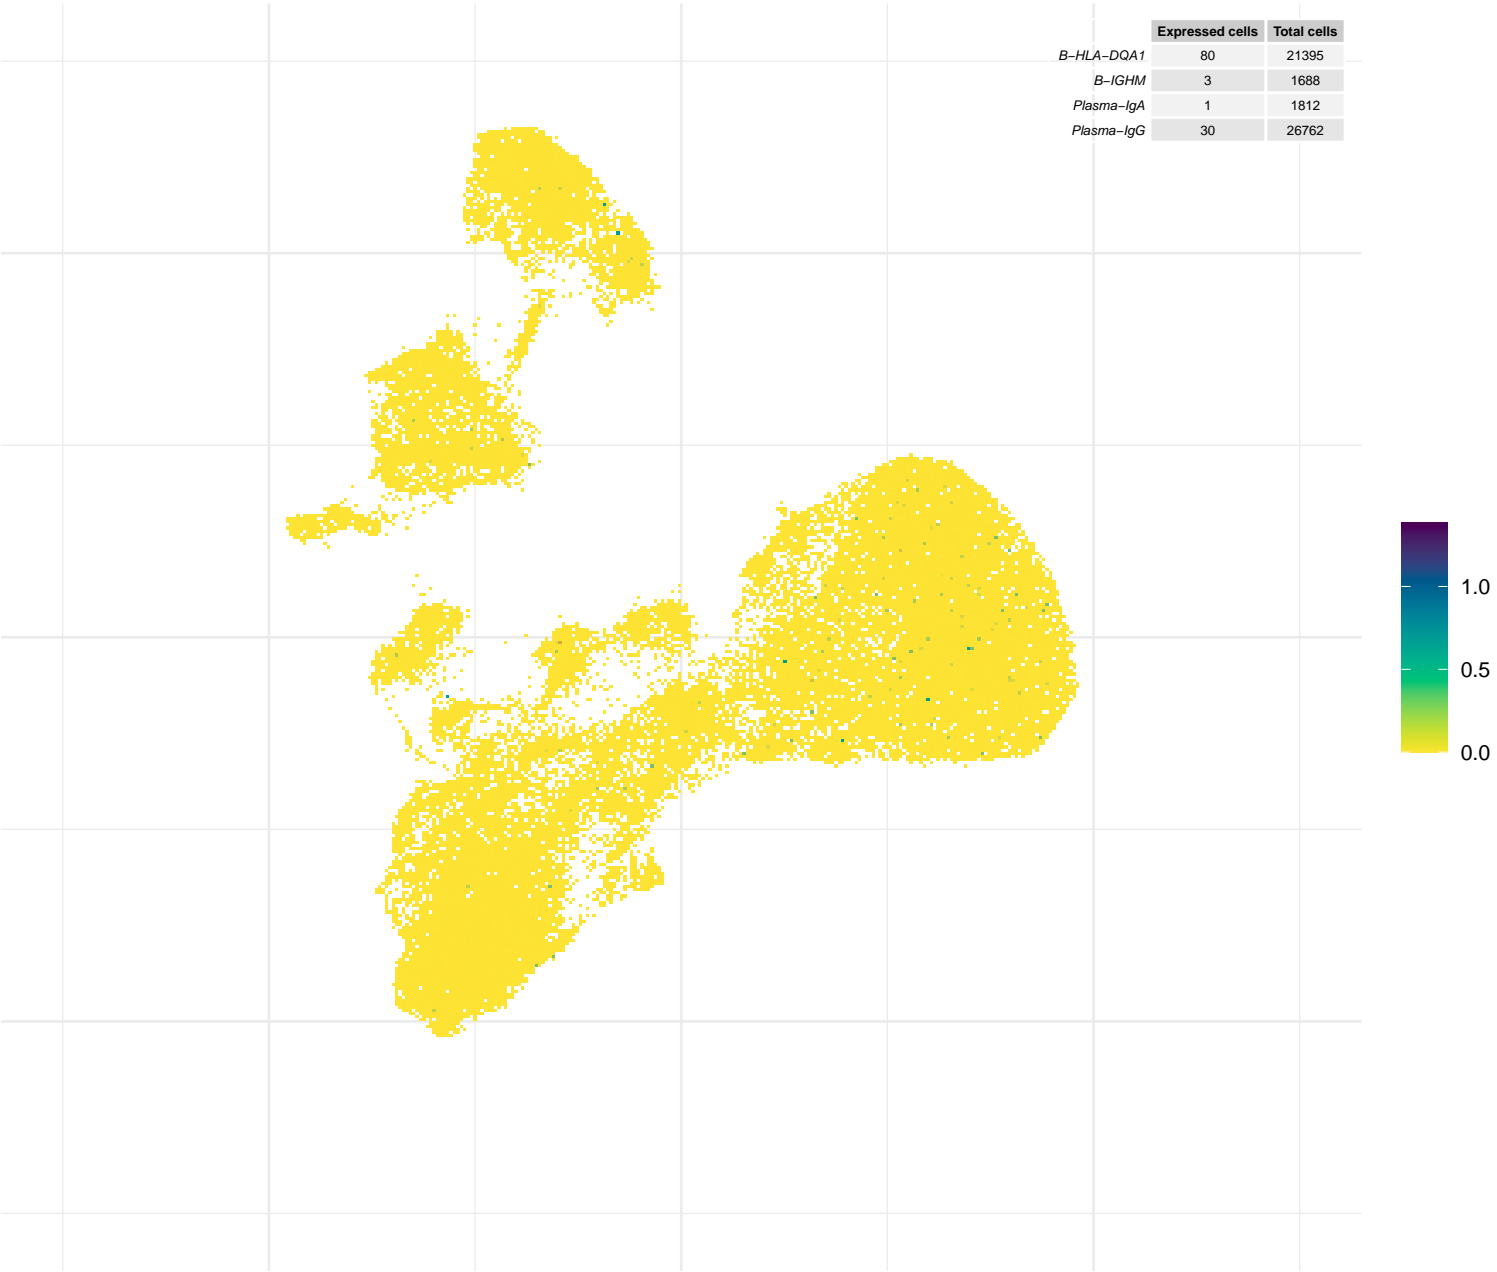 Expressed cells Total cells
B−HLA−DQA1 80 21395
B−IGHM 3 1688
Plasma−IgA 1 1812
Plasma−IgG 30 26762
1.0
0.5
0.0